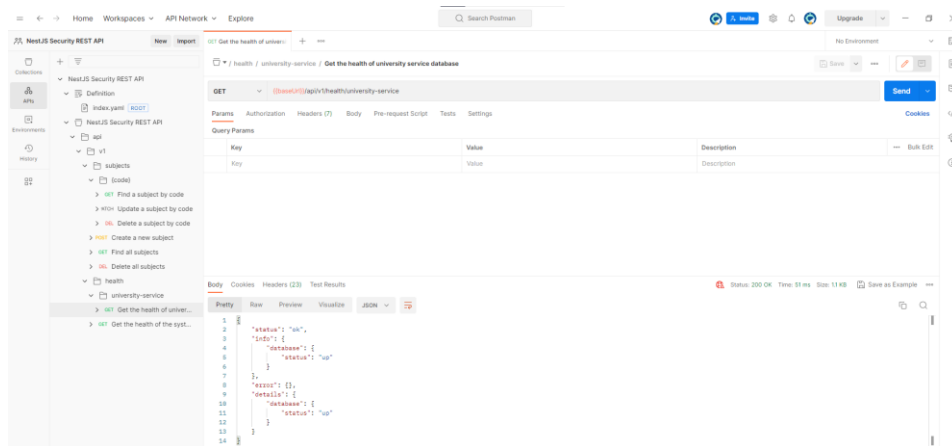 Home Workspaces API Network Explore
Search Postman
Invite
Upgrade
NestJS Security REST API
New Import
GET Get the health of univers
No Environment
Collections
APIs
Environments
History
NestJS Security REST API
Definition
index.yaml ROOT
NestJS Security REST API
api
v1
subjects
{code}
GET Find a subject by code
Update a subject by code
DEL Delete a subject by code
POST Create a new subject
GET Find all subjects
DEL Delete all subjects
health
university-service
GET Get the health of univer...
GET Get the health of the syst...
/ health / university-service / Get the health of university service database
Save
GET {{baseUrl}}/api/v1/health/university-service
Send
Params Authorization Headers (7) Body Pre-request Script Tests Settings
Cookies
Query Params
Key Value Description Bulk Edit
Key Value Description
Body Cookies Headers (23) Test Results
Status: 200 OK Time: 51 ms Size: 1.1 KB Save as Example
Pretty Raw Preview Visualize JSON
1 {
2 "status": "ok",
3 "info": {
4 "database": {
5 "status": "up"
6 }
7 },
8 "error": {},
9 "details": {
10 "database": {
11 "status": "up"
12 }
13 }
14 }